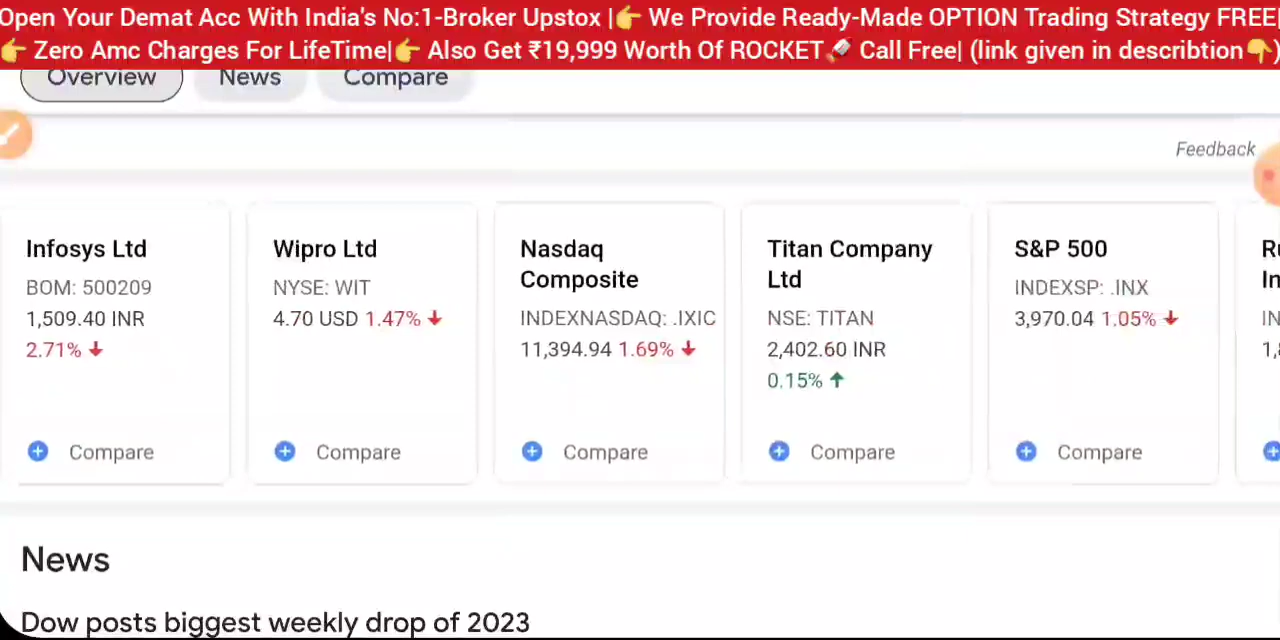 Open Your Demat Acc With India's No:1-Broker Upstox |👉 We Provide Ready-Made OPTION Trading Strategy FREE|
👉 Zero Amc Charges For LifeTime|👉 Also Get ₹19,999 Worth Of ROCKET🚀 Call Free| (link given in describtion👇)
Overview News Compare
Feedback
Infosys Ltd
BOM: 500209
1,509.40 INR
2.71% ↓
Compare
Wipro Ltd
NYSE: WIT
4.70 USD 1.47% ↓
Compare
Nasdaq
Composite
INDEXNASDAQ: .IXIC
11,394.94 1.69% ↓
Compare
Titan Company
Ltd
NSE: TITAN
2,402.60 INR
0.15% ↑
Compare
S&P 500
INDEXSP: .INX
3,970.04 1.05% ↓
Compare
News
Dow posts biggest weekly drop of 2023